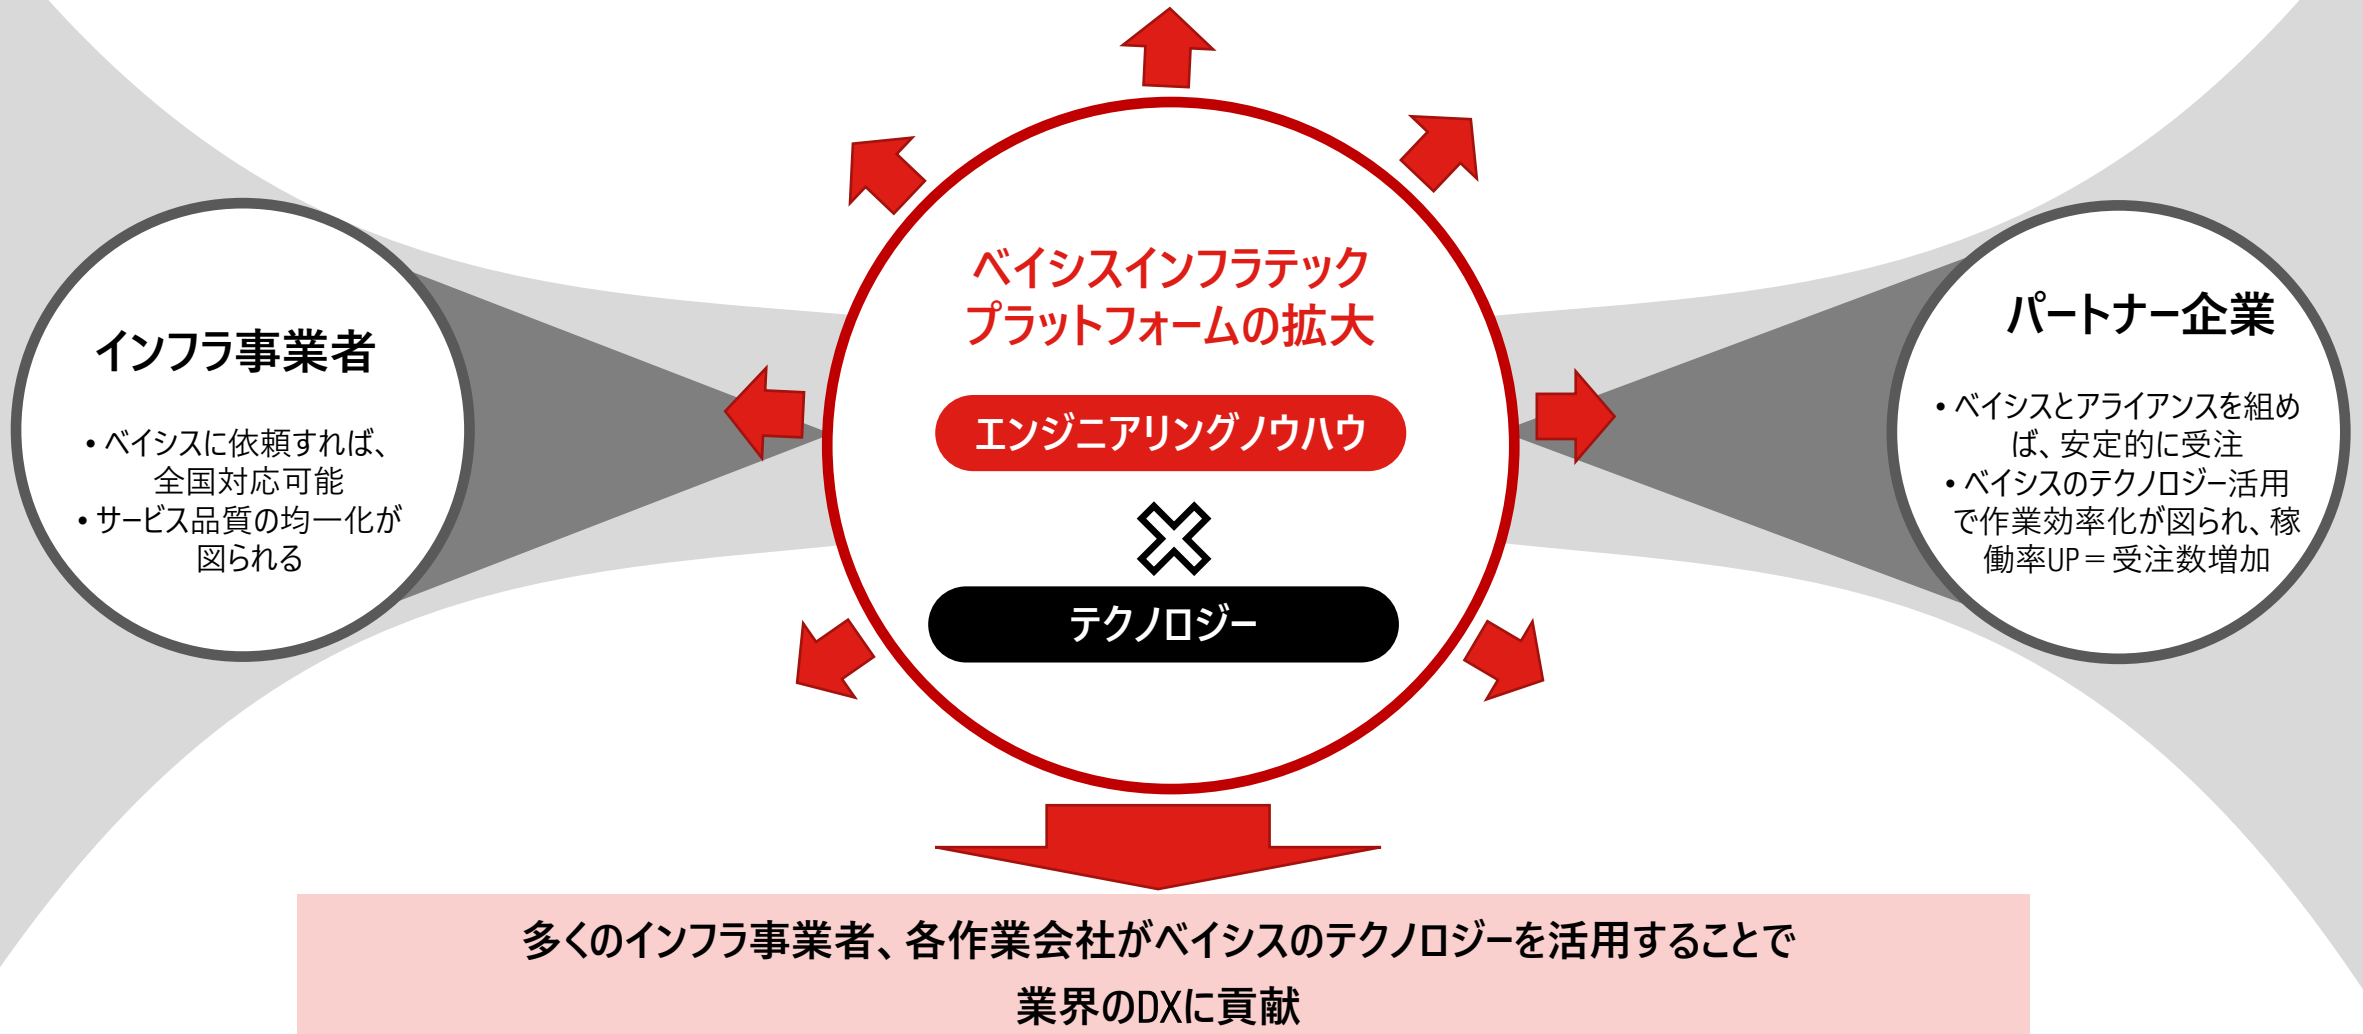 インフラ事業者
• ベイシスに依頼すれば、
全国対応可能
• サービス品質の均一化が
図られる
ベイシスインフラテック
プラットフォームの拡大
エンジニアリングノウハウ
テクノロジー
パートナー企業
• ベイシスとアライアンスを組め
ば、安定的に受注
• ベイシスのテクノロジー活用
で作業効率化が図られ、稼
働率UP＝受注数増加
多くのインフラ事業者、各作業会社がベイシスのテクノロジーを活用することで
業界のDXに貢献